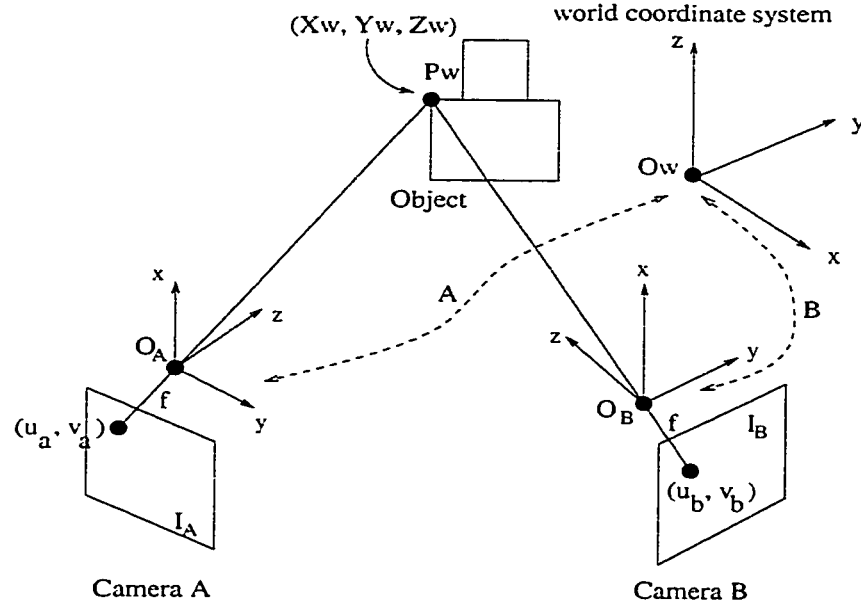 world coordinate system
(Xw, Yw, Zw)
z
Pw
y
Ow
Object
x
x
A
x
z
B
O_A
z
y
f
y
O_B
f
I_B
(u_a, v_a)
(u_b, v_b)
I_A
Camera A
Camera B